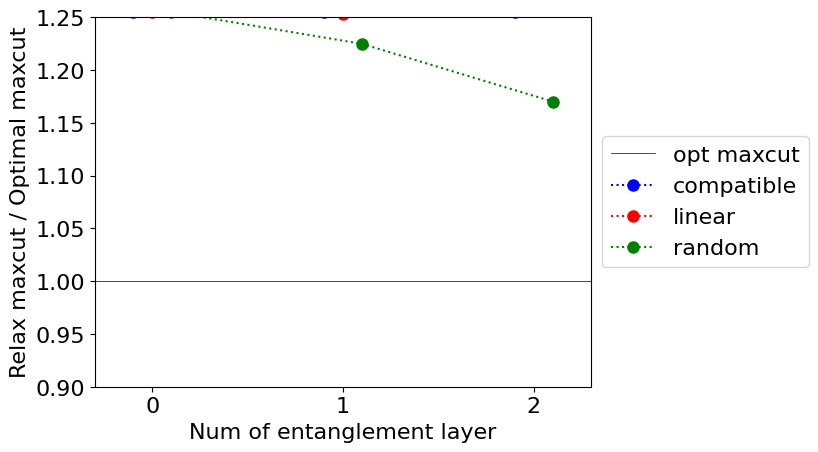 Relax maxcut / Optimal maxcut
1.25
1.20
1.15
1.10
1.05
1.00
0.95
0.90
0 1 2
Num of entanglement layer
opt maxcut
compatible
linear
random